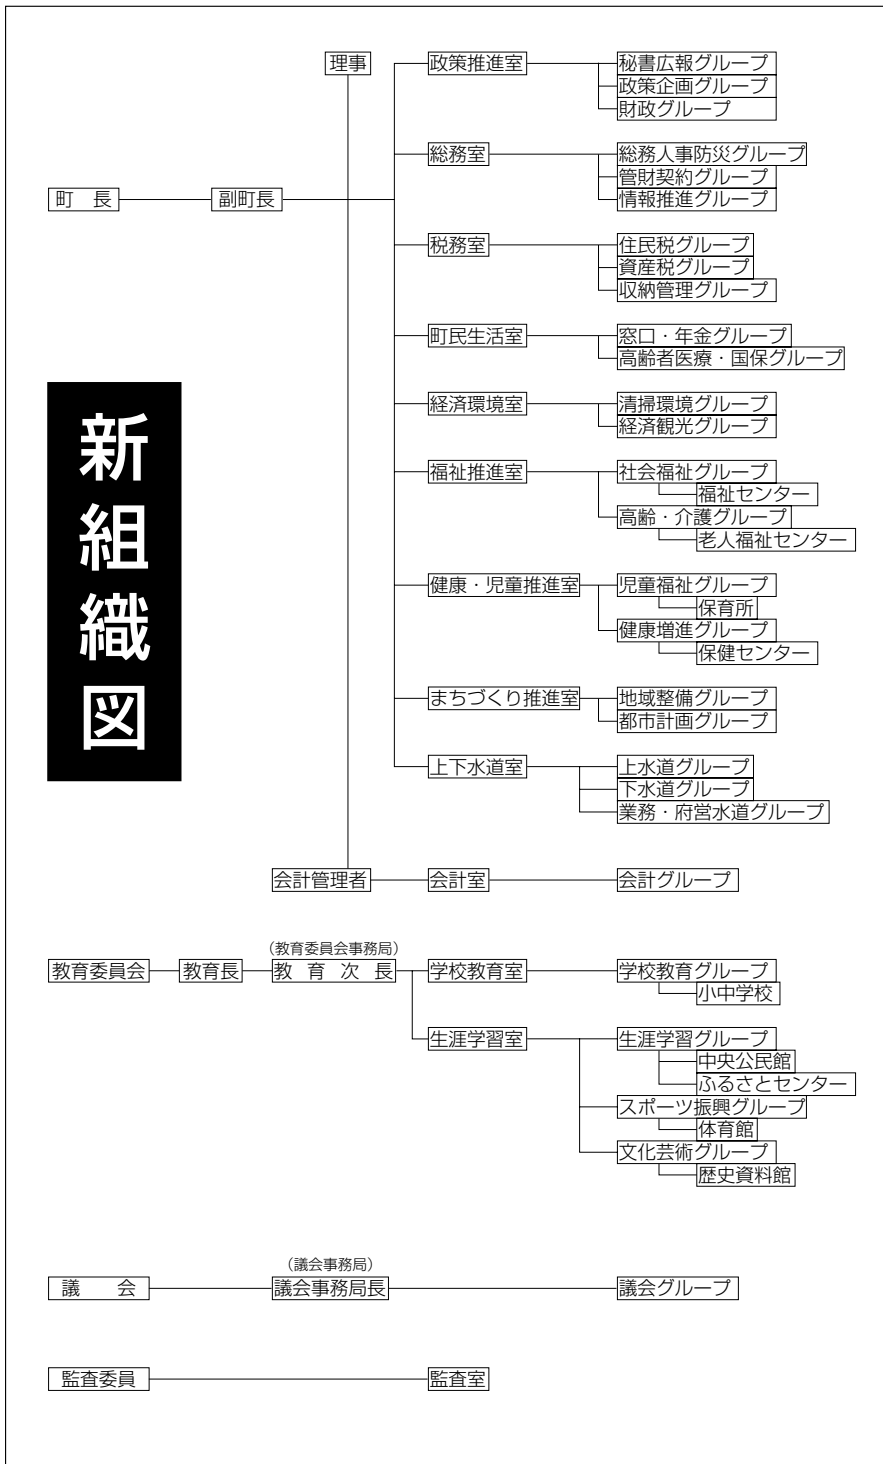 理事 政策推進室 秘書広報グループ
政策企画グループ
財政グループ
総務室 総務人事防災グループ
管財契約グループ
町　長 副町長 情報推進グループ
税務室 住民税グループ
資産税グループ
収納管理グループ
町民生活室 窓口・年金グループ
高齢者医療・国保グループ
経済環境室 清掃環境グループ
経済観光グループ
新組織図
福祉推進室 社会福祉グループ
福祉センター
高齢・介護グループ
老人福祉センター
健康・児童推進室 児童福祉グループ
保育所
健康増進グループ
保健センター
まちづくり推進室 地域整備グループ
都市計画グループ
上下水道室 上水道グループ
下水道グループ
業務・府営水道グループ
会計管理者 会計室 会計グループ
（教育委員会事務局）
教育委員会 教育長 教育次長 学校教育室 学校教育グループ
小中学校
生涯学習室 生涯学習グループ
中央公民館
ふるさとセンター
スポーツ振興グループ
体育館
文化芸術グループ
歴史資料館
（議会事務局）
議　会 議会事務局長 議会グループ
監査委員 監査室